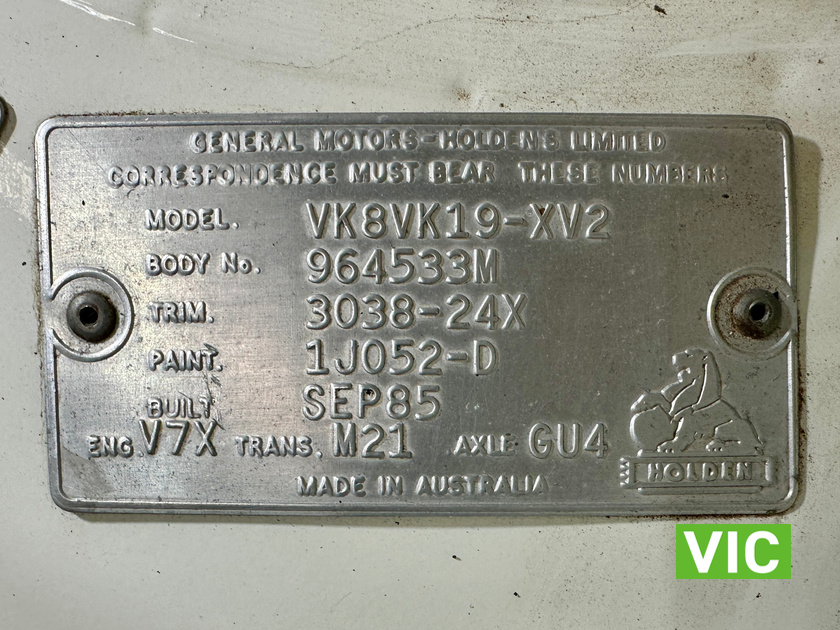 GENERAL MOTORS-HOLDEN'S LIMITED
CORRESPONDENCE MUST BEAR THESE NUMBERS
MODEL. VK8VK19-XV2
BODY No. 964533M
TRIM. 3038-24X
PAINT. 1J052-D
BUILT SEP85
ENG. V7X TRANS. M21 AXLE GU4
HOLDEN
MADE IN AUSTRALIA
VIC